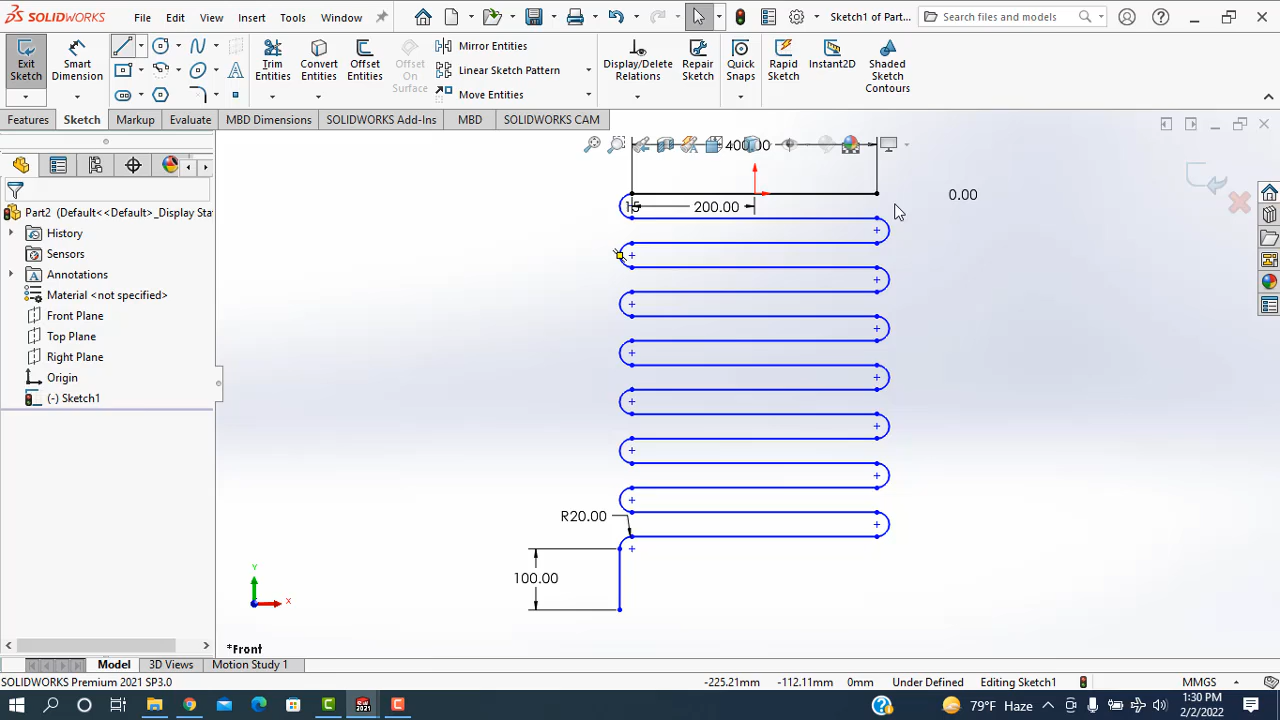 SOLIDWORKS File Edit View Insert Tools Window Sketch1 of Part... Search files and models
Exit Sketch
Smart Dimension
Trim Entities
Convert Entities
Offset Entities
Offset On Surface
Mirror Entities
Linear Sketch Pattern
Move Entities
Display/Delete Relations
Repair Sketch
Quick Snaps
Rapid Sketch
Instant2D
Shaded Sketch Contours
Features Sketch Markup Evaluate MBD Dimensions SOLIDWORKS Add-Ins MBD SOLIDWORKS CAM
Part2 (Default<<Default>_Display Sta
History
Sensors
Annotations
Material <not specified>
Front Plane
Top Plane
Right Plane
Origin
(-) Sketch1
400.00
0.00
15
200.00
R20.00
100.00
Y
X
*Front
Model 3D Views Motion Study 1
SOLIDWORKS Premium 2021 SP3.0 -225.21mm -112.11mm 0mm Under Defined Editing Sketch1 MMGS
79°F Haze
1:30 PM
2/2/2022